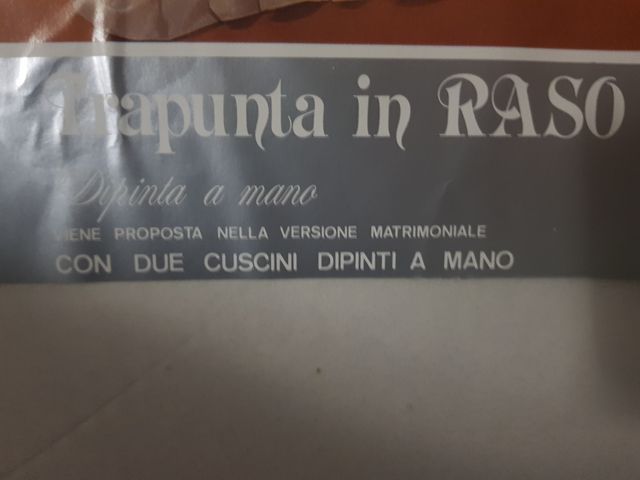 Trapunta in RASO
Dipinta a mano
VIENE PROPOSTA NELLA VERSIONE MATRIMONIALE
CON DUE CUSCINI DIPINTI A MANO